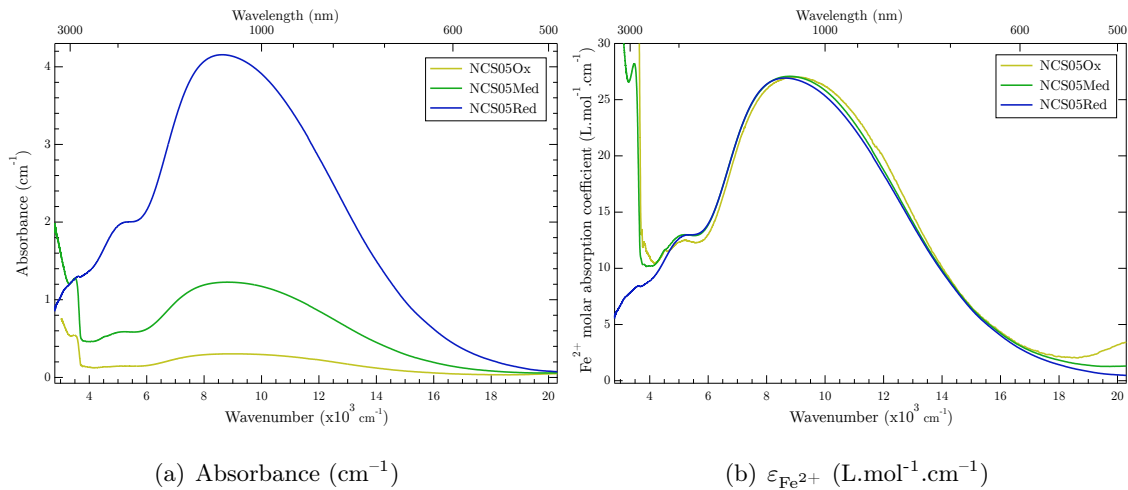 Wavelength (nm)
3000 1000 600 500
4
3
2
1
0
Absorbance (cm⁻¹)
NCS05Ox
NCS05Med
NCS05Red
4 6 8 10 12 14 16 18 20
Wavenumber (x10³ cm⁻¹)
(a) Absorbance (cm⁻¹)
Wavelength (nm)
3000 1000 600 500
30
25
20
15
10
5
0
Fe²⁺ molar absorption coefficient (L.mol⁻¹.cm⁻¹)
NCS05Ox
NCS05Med
NCS05Red
4 6 8 10 12 14 16 18 20
Wavenumber (x10³ cm⁻¹)
(b) ε_Fe²⁺ (L.mol⁻¹.cm⁻¹)